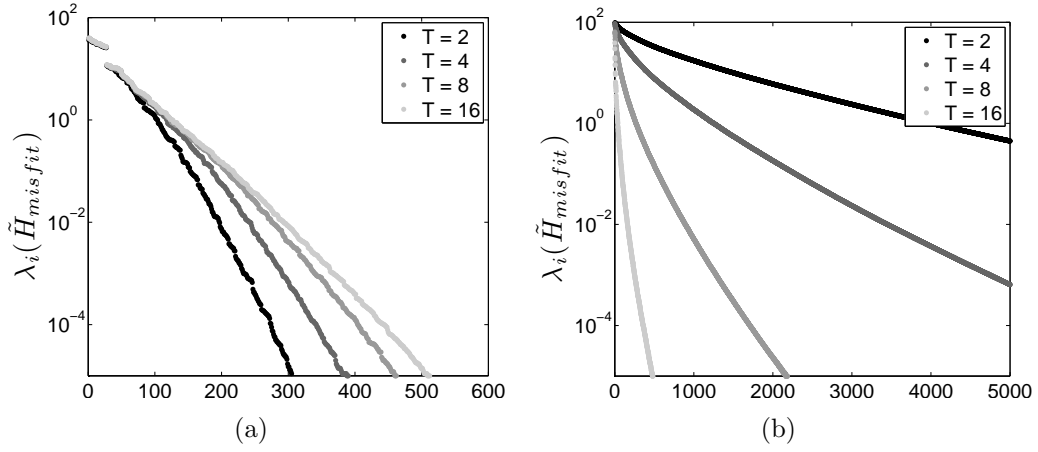 10^2
10^0
10^-2
10^-4
λ_i(H̃_misfit)
0 100 200 300 400 500 600
T = 2
T = 4
T = 8
T = 16
(a)
10^2
10^0
10^-2
10^-4
λ_i(H̃_misfit)
0 1000 2000 3000 4000 5000
T = 2
T = 4
T = 8
T = 16
(b)